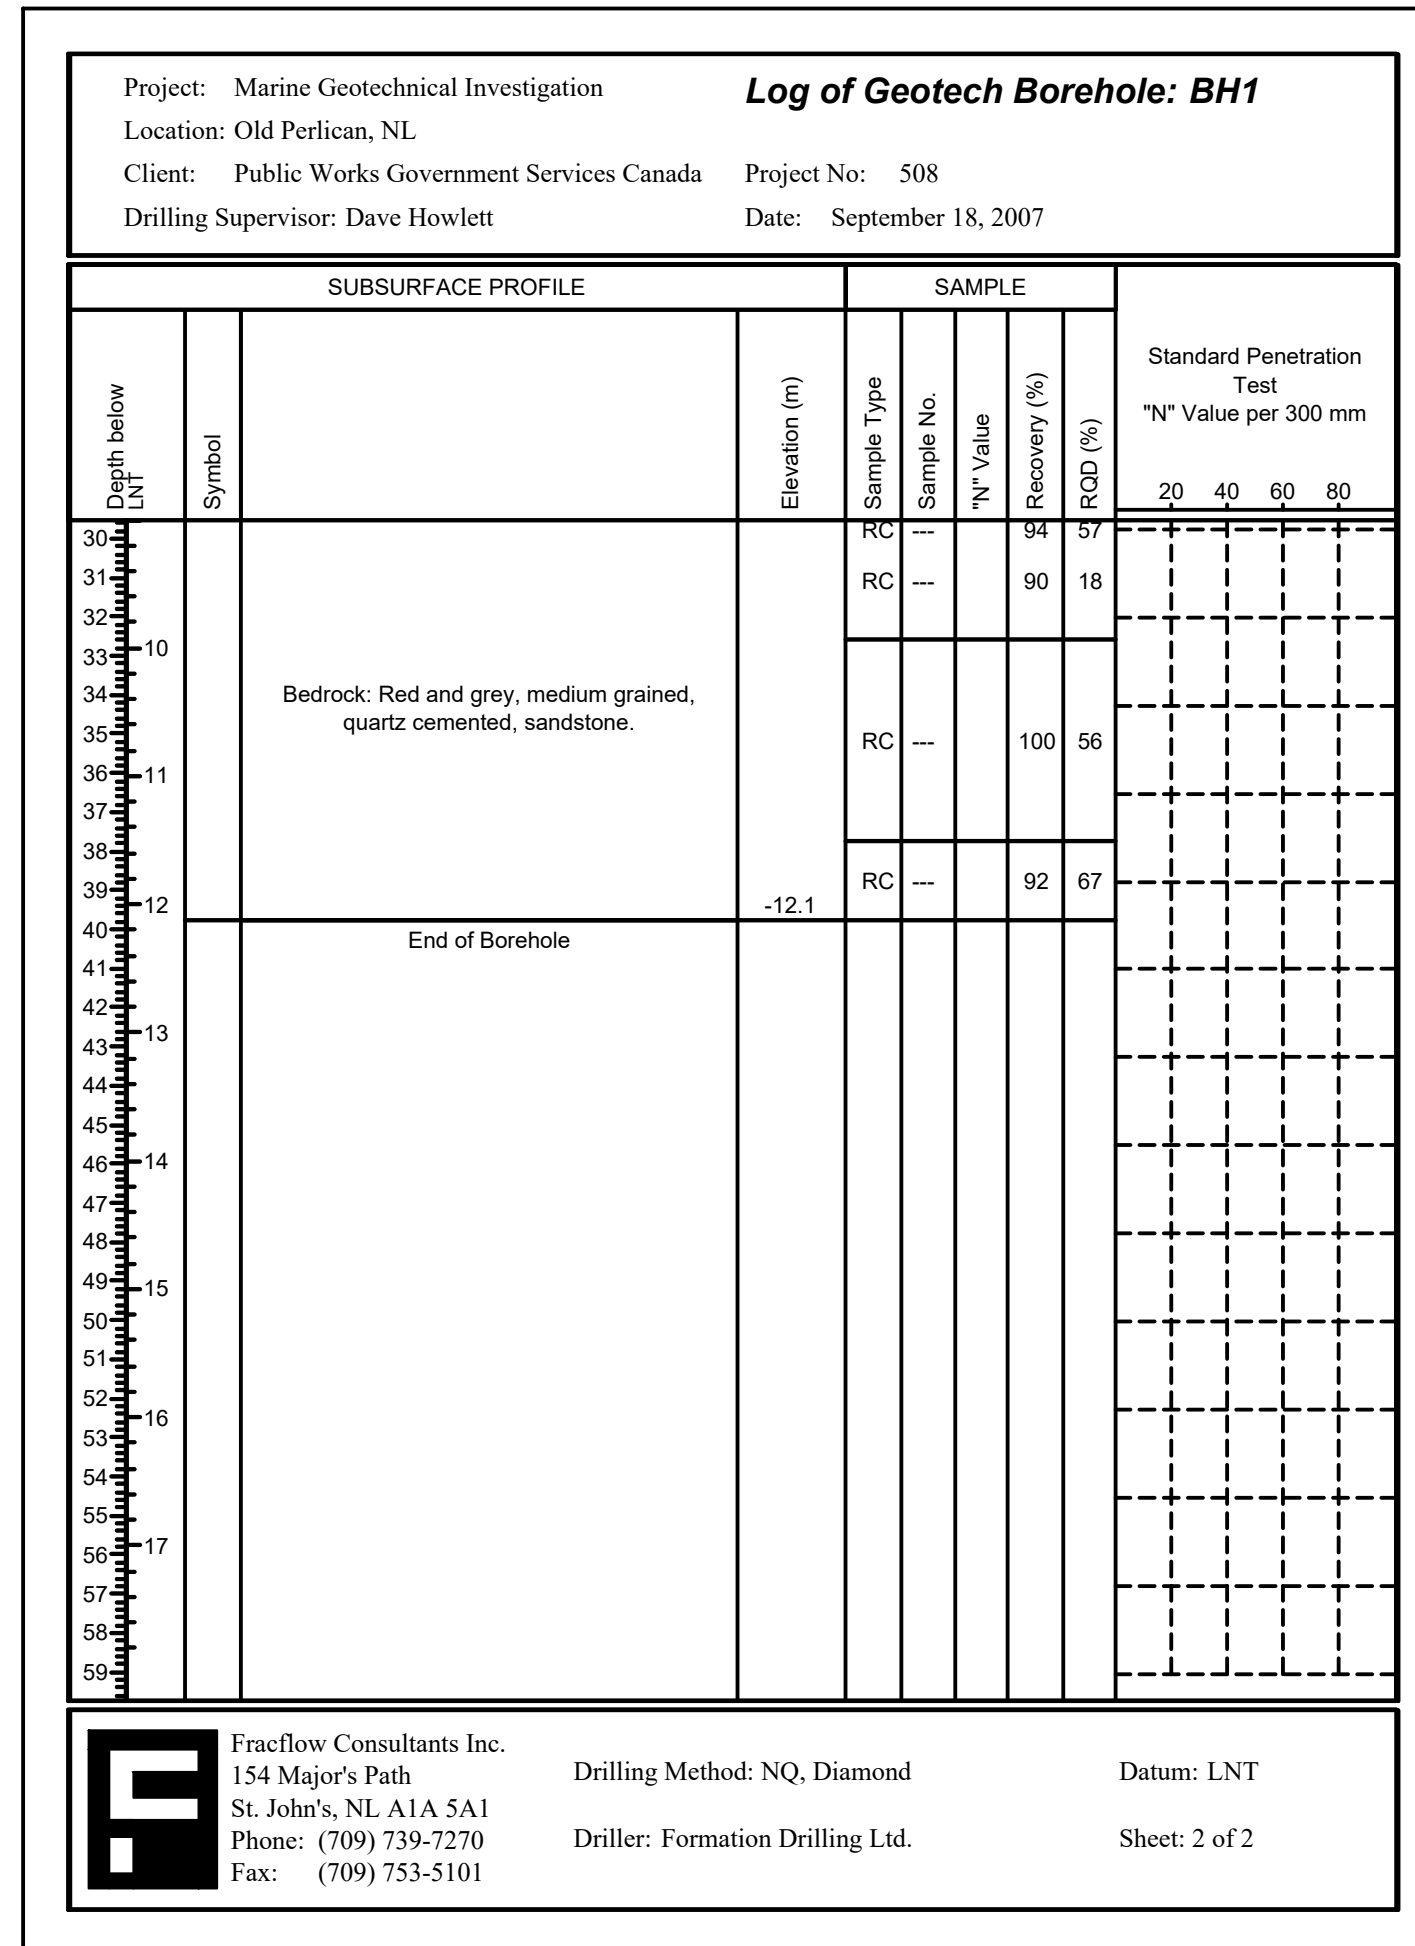 Project: Marine Geotechnical Investigation
Log of Geotech Borehole: BH1
Location: Old Perlican, NL
Client: Public Works Government Services Canada
Project No: 508
Drilling Supervisor: Dave Howlett
Date: September 18, 2007
SUBSURFACE PROFILE
SAMPLE
Depth below
LNT
Symbol
Elevation (m)
Sample Type
Sample No.
"N" Value
Recovery (%)
RQD (%)
Standard Penetration
Test
"N" Value per 300 mm
20 40 60 80
30 RC --- 94 57
31 RC --- 90 18
32
10
33
34
Bedrock: Red and grey, medium grained,
quartz cemented, sandstone.
35 RC --- 100 56
36
11
37
38
39 RC --- 92 67
12 -12.1
40
End of Borehole
41
42
13
43
44
45
46
14
47
48
49
15
50
51
52
16
53
54
55
17
56
57
58
59
Fracflow Consultants Inc.
154 Major's Path
St. John's, NL A1A 5A1
Phone: (709) 739-7270
Fax: (709) 753-5101
Drilling Method: NQ, Diamond
Driller: Formation Drilling Ltd.
Datum: LNT
Sheet: 2 of 2